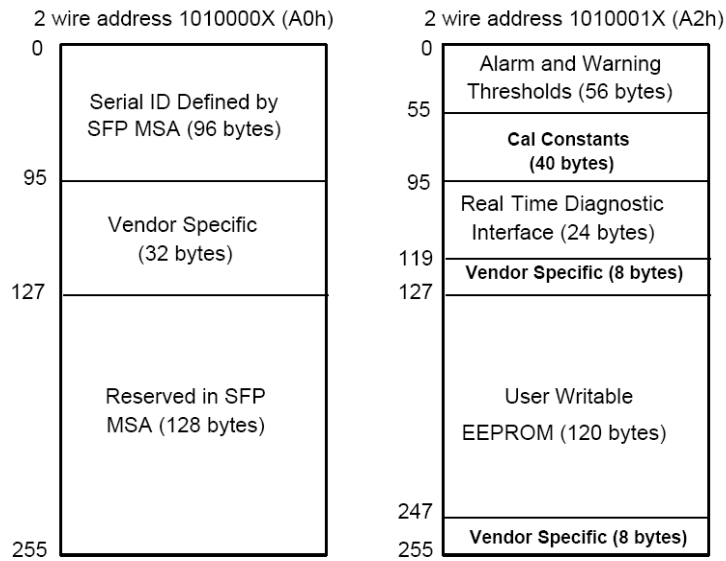 2 wire address 1010000X (A0h)
0
Serial ID Defined by
SFP MSA (96 bytes)
95
Vendor Specific
(32 bytes)
127
Reserved in SFP
MSA (128 bytes)
255
2 wire address 1010001X (A2h)
0
Alarm and Warning
Thresholds (56 bytes)
55
Cal Constants
(40 bytes)
95
Real Time Diagnostic
Interface (24 bytes)
119
Vendor Specific (8 bytes)
127
User Writable
EEPROM (120 bytes)
247
Vendor Specific (8 bytes)
255